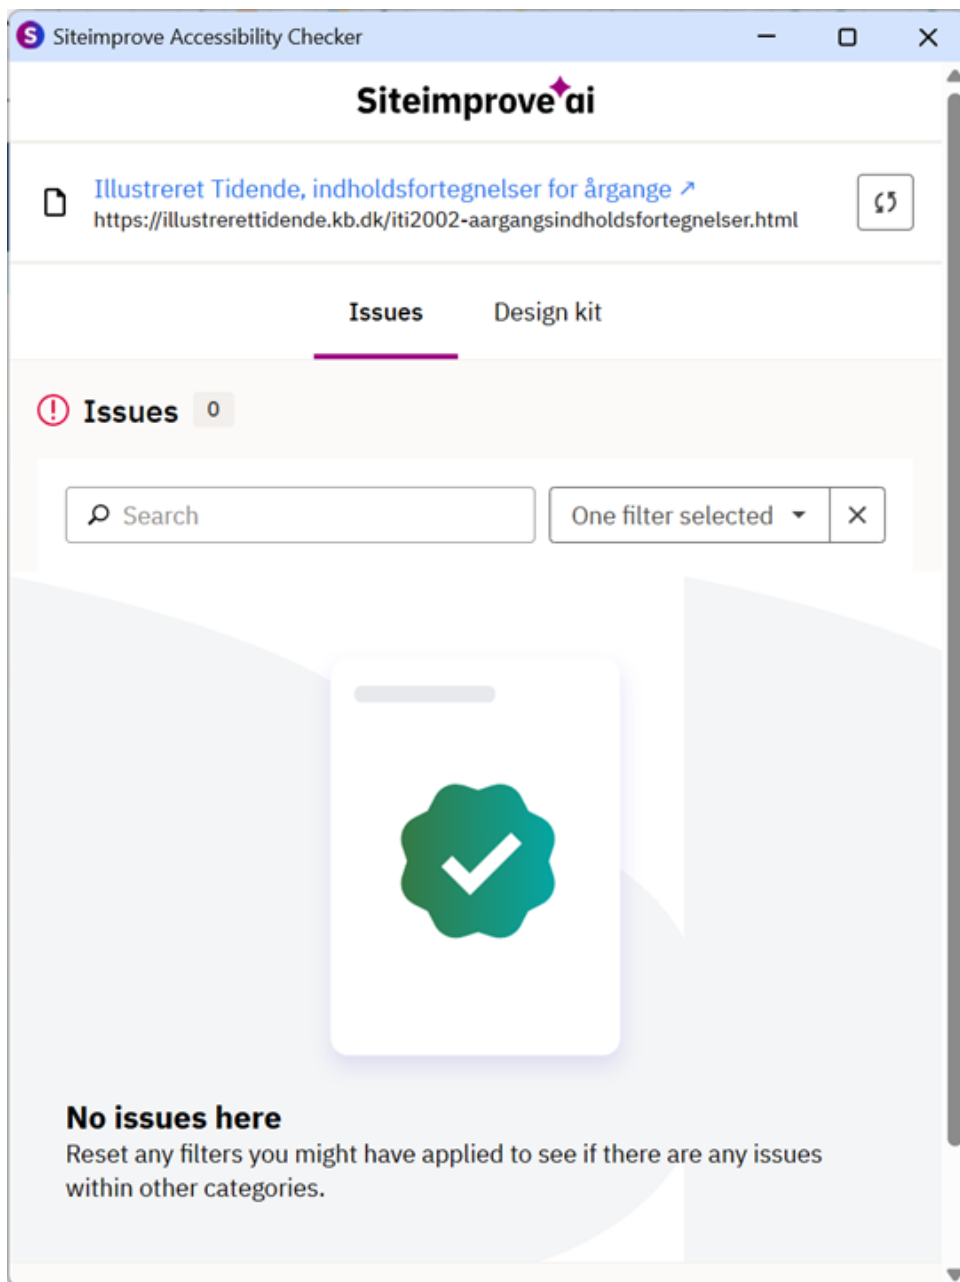 S Siteimprove Accessibility Checker
Siteimprove ai
Illustreret Tidende, indholdsfortegnelser for årgange ↗
https://illustrerettidende.kb.dk/iti2002-aargangsindholdsfortegnelser.html
Issues Design kit
Issues 0
Search One filter selected
No issues here
Reset any filters you might have applied to see if there are any issues
within other categories.